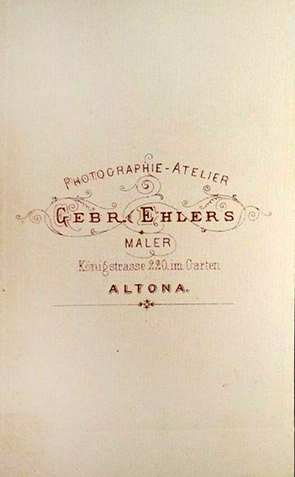 PHOTOGRAPHIE-ATELIER
GEBR. EHLERS
MALER
Königstrasse 220. im Garten
ALTONA.